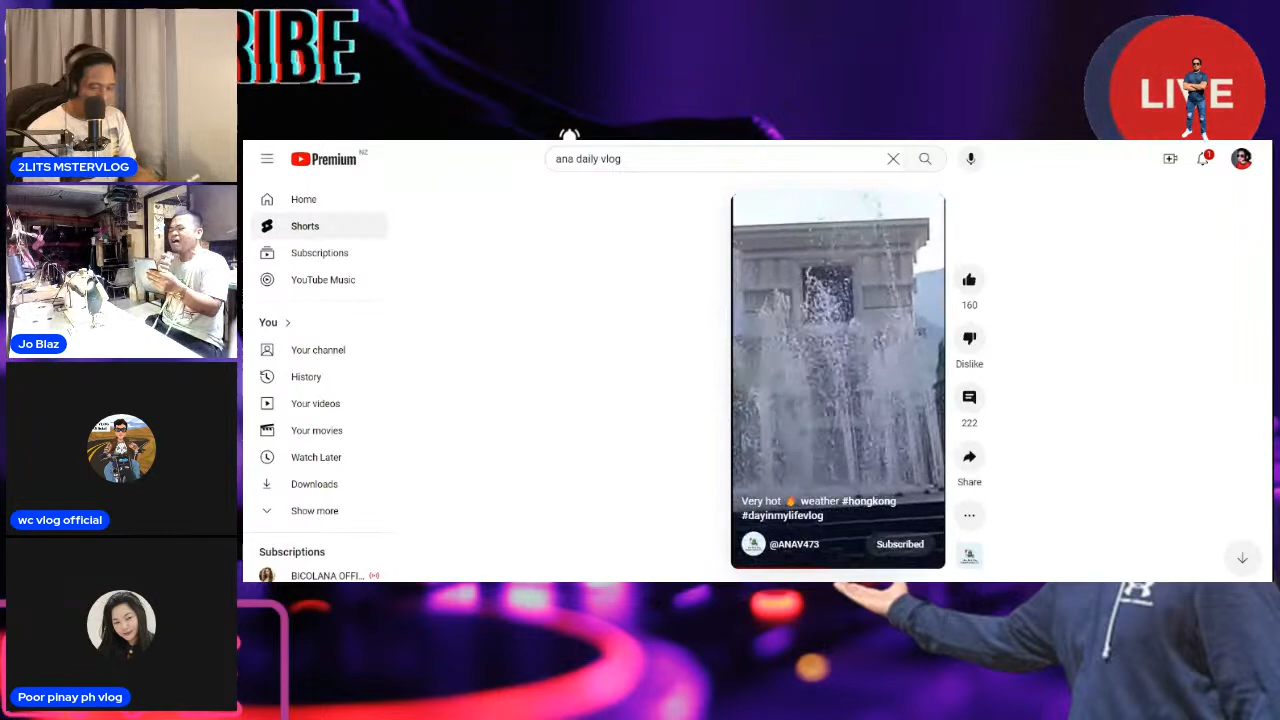 RIBE
LIVE
2LITS MSTERVLOG
Jo Blaz
wc vlog official
Poor pinay ph vlog
Premium NZ
ana daily vlog
1
Home
Shorts
Subscriptions
YouTube Music
You
Your channel
History
Your videos
Your movies
Watch Later
Downloads
Show more
Subscriptions
BICOLANA OFFI...
160
Dislike
222
Share
Very hot 🔥 weather #hongkong
#dayinmylifevlog
@ANAV473
Subscribed